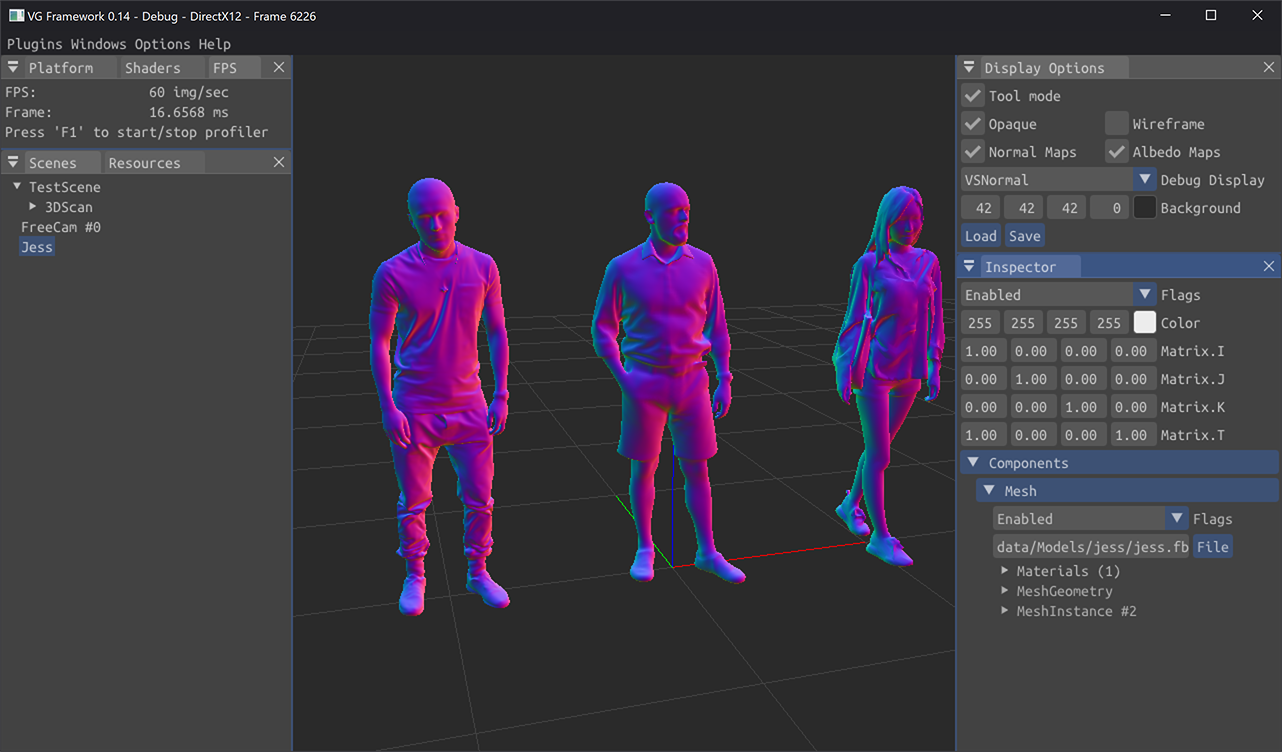 VG Framework 0.14 - Debug - DirectX12 - Frame 6226
Plugins Windows Options Help
Platform Shaders FPS
FPS: 60 img/sec
Frame: 16.6568 ms
Press 'F1' to start/stop profiler
Scenes Resources
TestScene
3DScan
FreeCam #0
Jess
Display Options
Tool mode
Opaque Wireframe
Normal Maps Albedo Maps
VSNormal Debug Display
42 42 42 0 Background
Load Save
Inspector
Enabled Flags
255 255 255 255 Color
1.00 0.00 0.00 0.00 Matrix.I
0.00 1.00 0.00 0.00 Matrix.J
0.00 0.00 1.00 0.00 Matrix.K
1.00 0.00 0.00 1.00 Matrix.T
Components
Mesh
Enabled Flags
data/Models/jess/jess.fb File
Materials (1)
MeshGeometry
MeshInstance #2